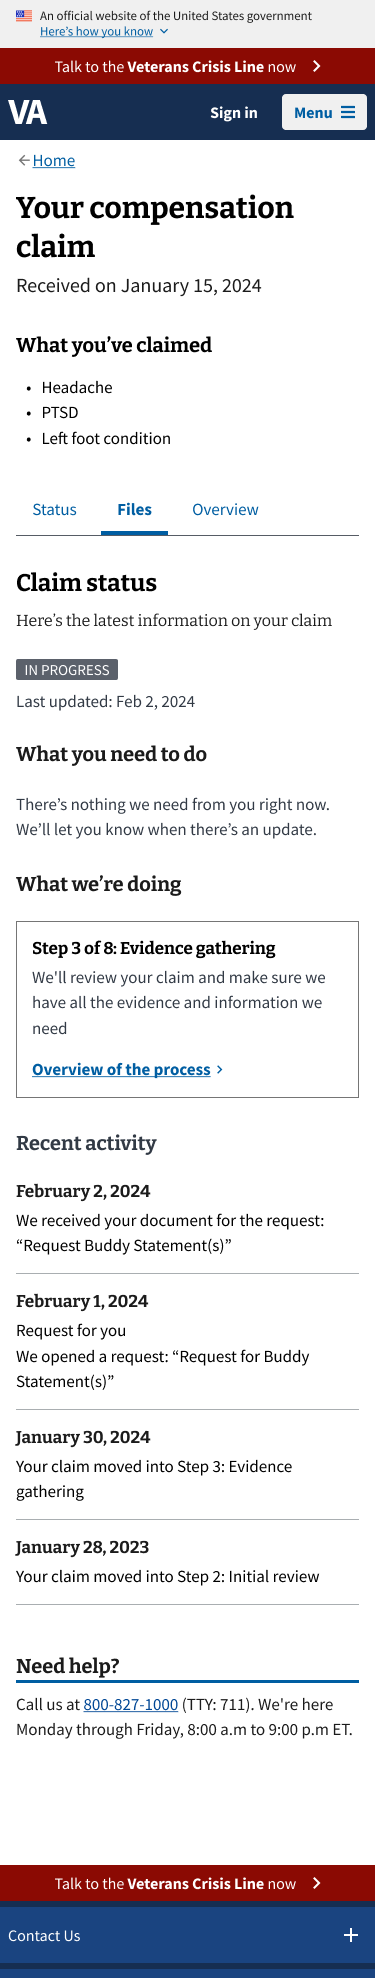 An official website of the United States government
Here's how you know
Talk to the Veterans Crisis Line now
VA
Sign in
Menu
Home
Your compensation
claim
Received on January 15, 2024
What you've claimed
• Headache
• PTSD
• Left foot condition
Status Files Overview
Claim status
Here's the latest information on your claim
IN PROGRESS
Last updated: Feb 2, 2024
What you need to do
There's nothing we need from you right now.
We'll let you know when there's an update.
What we're doing
Step 3 of 8: Evidence gathering
We'll review your claim and make sure we
have all the evidence and information we
need
Overview of the process
Recent activity
February 2, 2024
We received your document for the request:
“Request Buddy Statement(s)”
February 1, 2024
Request for you
We opened a request: “Request for Buddy
Statement(s)”
January 30, 2024
Your claim moved into Step 3: Evidence
gathering
January 28, 2023
Your claim moved into Step 2: Initial review
Need help?
Call us at 800-827-1000 (TTY: 711). We're here
Monday through Friday, 8:00 a.m to 9:00 p.m ET.
Talk to the Veterans Crisis Line now
Contact Us